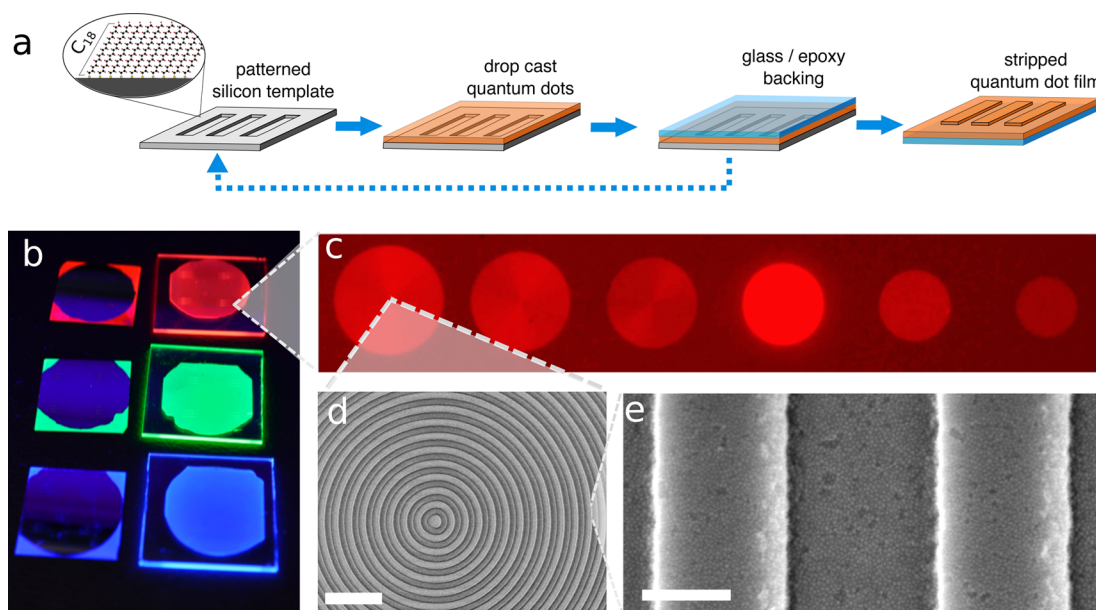 a
C18
patterned
silicon template
drop cast
quantum dots
glass / epoxy
backing
stripped
quantum dot film
b
c
d
e